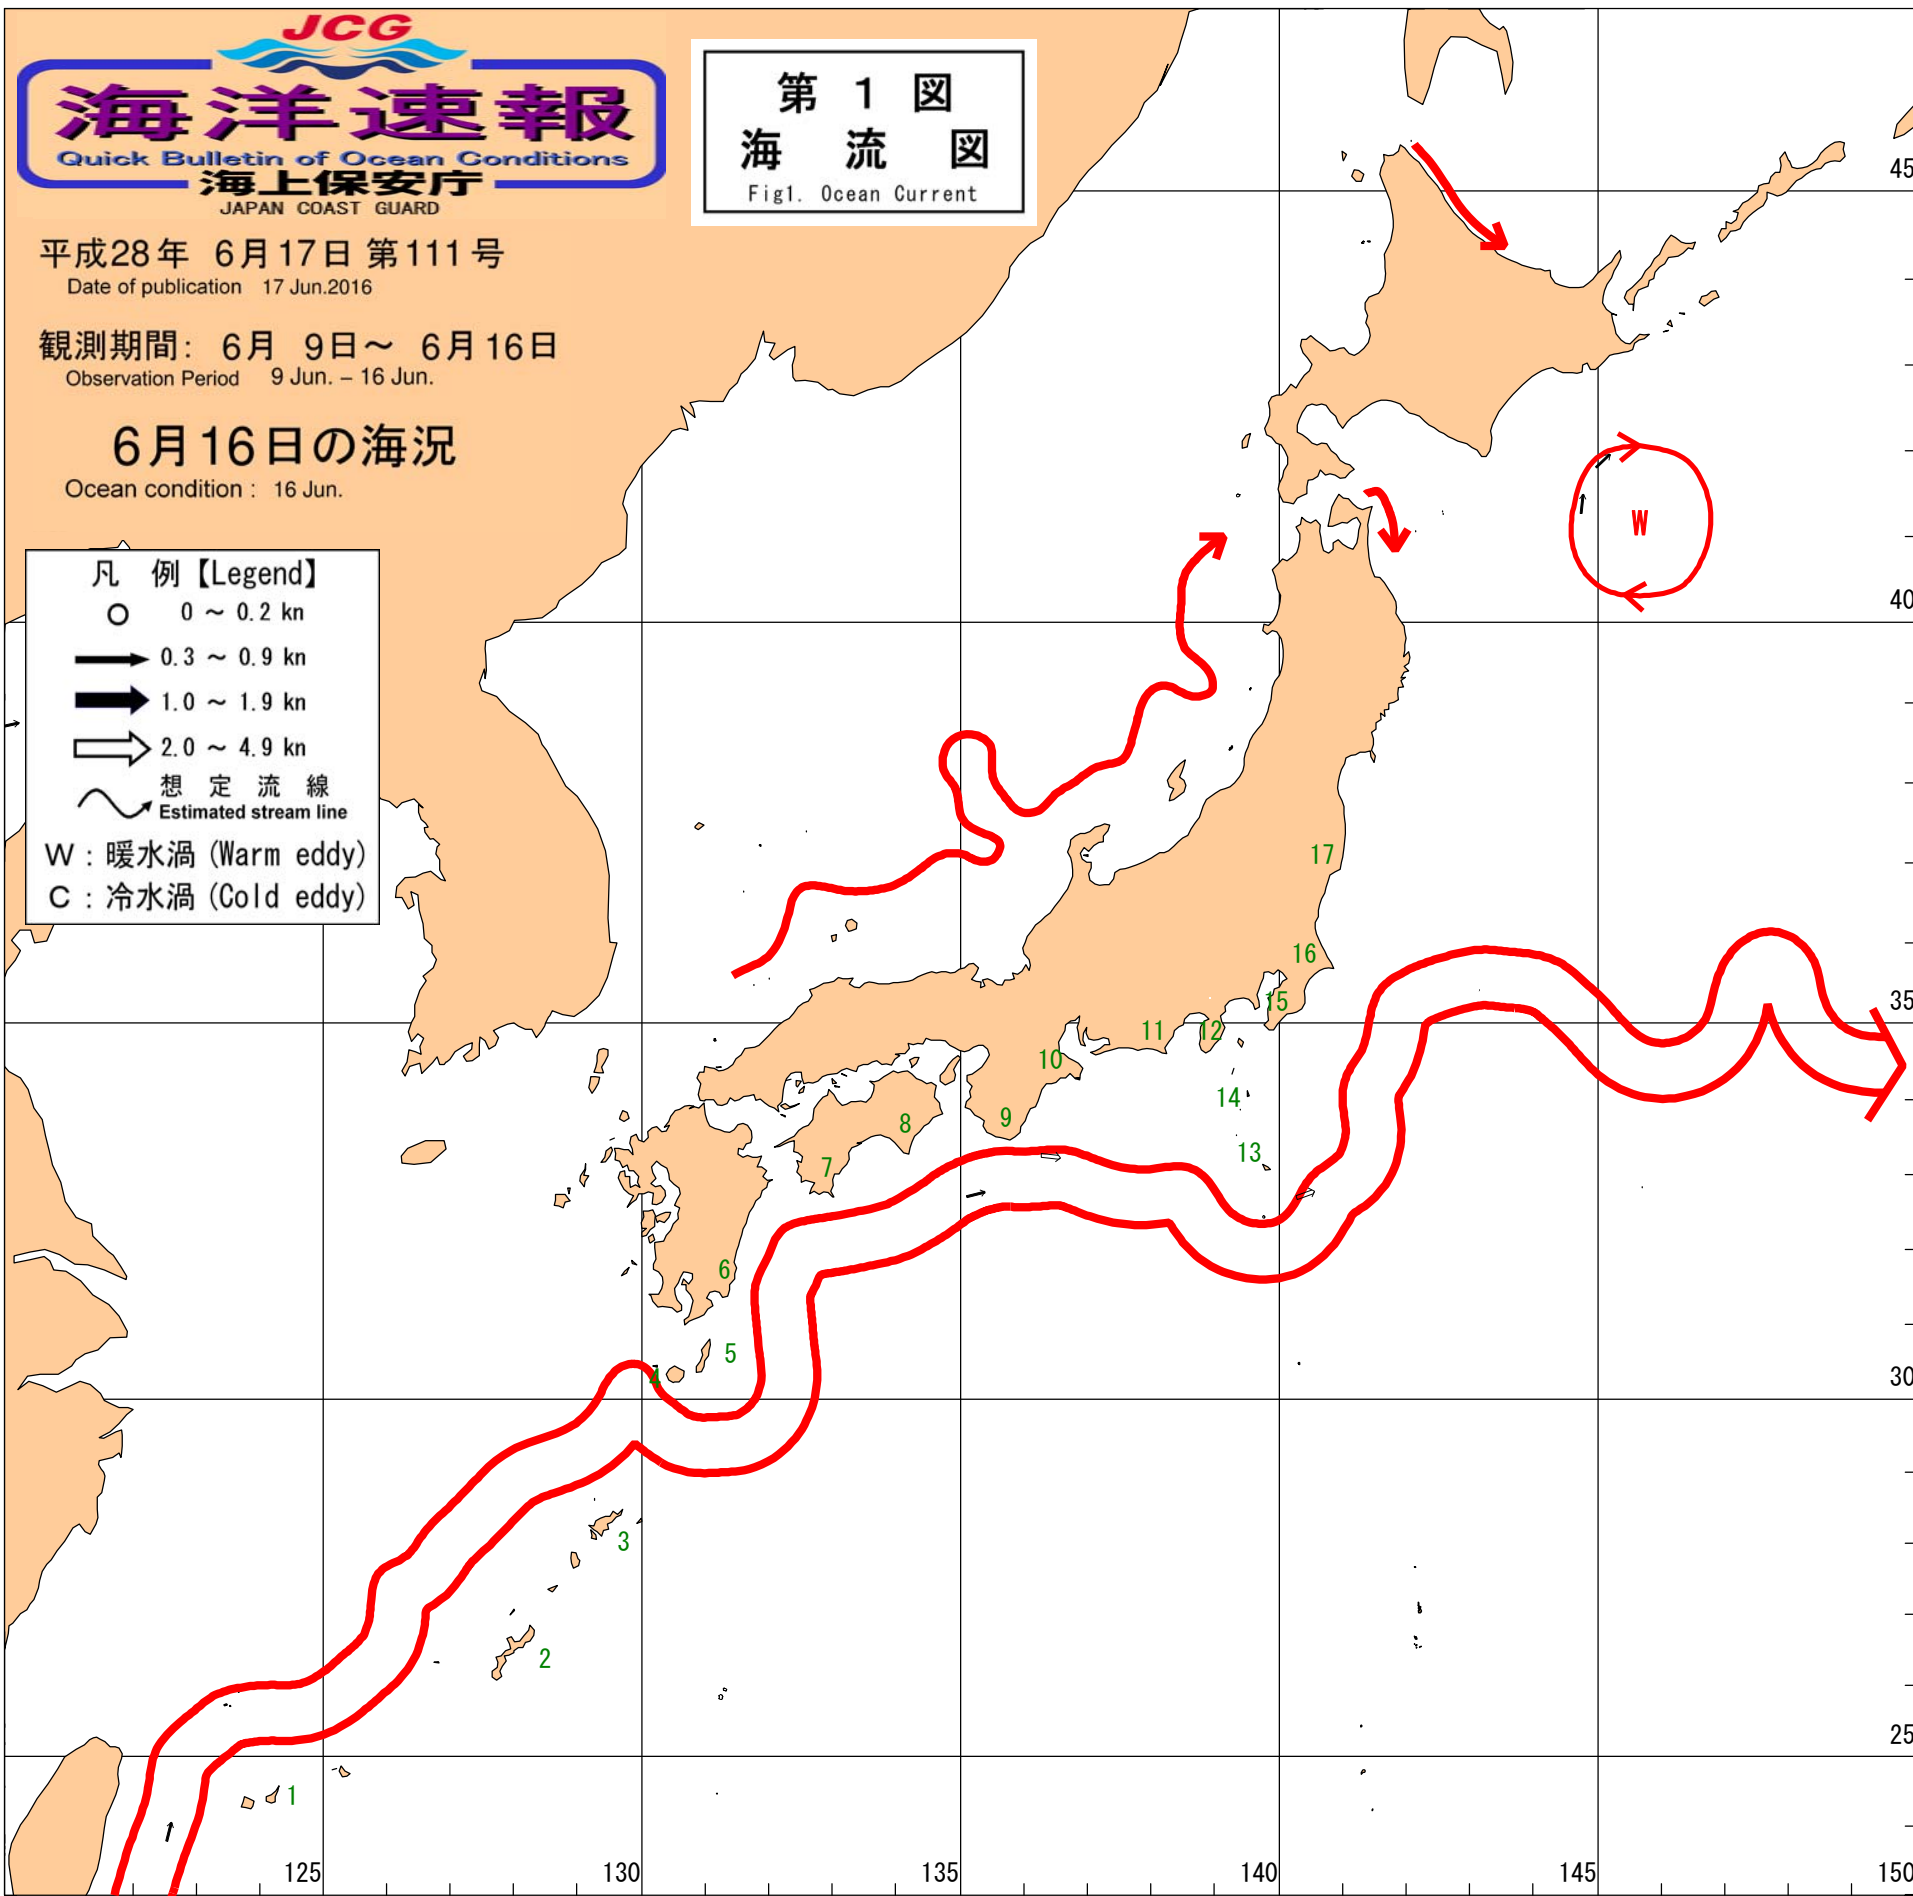 JCG
海洋速報
Quick Bulletin of Ocean Conditions
海上保安庁
JAPAN COAST GUARD
第 1 図
海 流 図
Fig1. Ocean Current
平成28年 6月17日 第111号
Date of publication 17 Jun.2016
観測期間: 6月 9日～ 6月16日
Observation Period 9 Jun. – 16 Jun.
6月16日の海況
Ocean condition : 16 Jun.
凡 例【Legend】
0 ～ 0.2 kn
0.3 ～ 0.9 kn
1.0 ～ 1.9 kn
2.0 ～ 4.9 kn
想 定 流 線
Estimated stream line
W : 暖水渦 (Warm eddy)
C : 冷水渦 (Cold eddy)
45
W
40
17
16
35
15
12
11
10
14
9
8
13
7
6
5
4
30
3
2
25
1
125
130
135
140
145
150